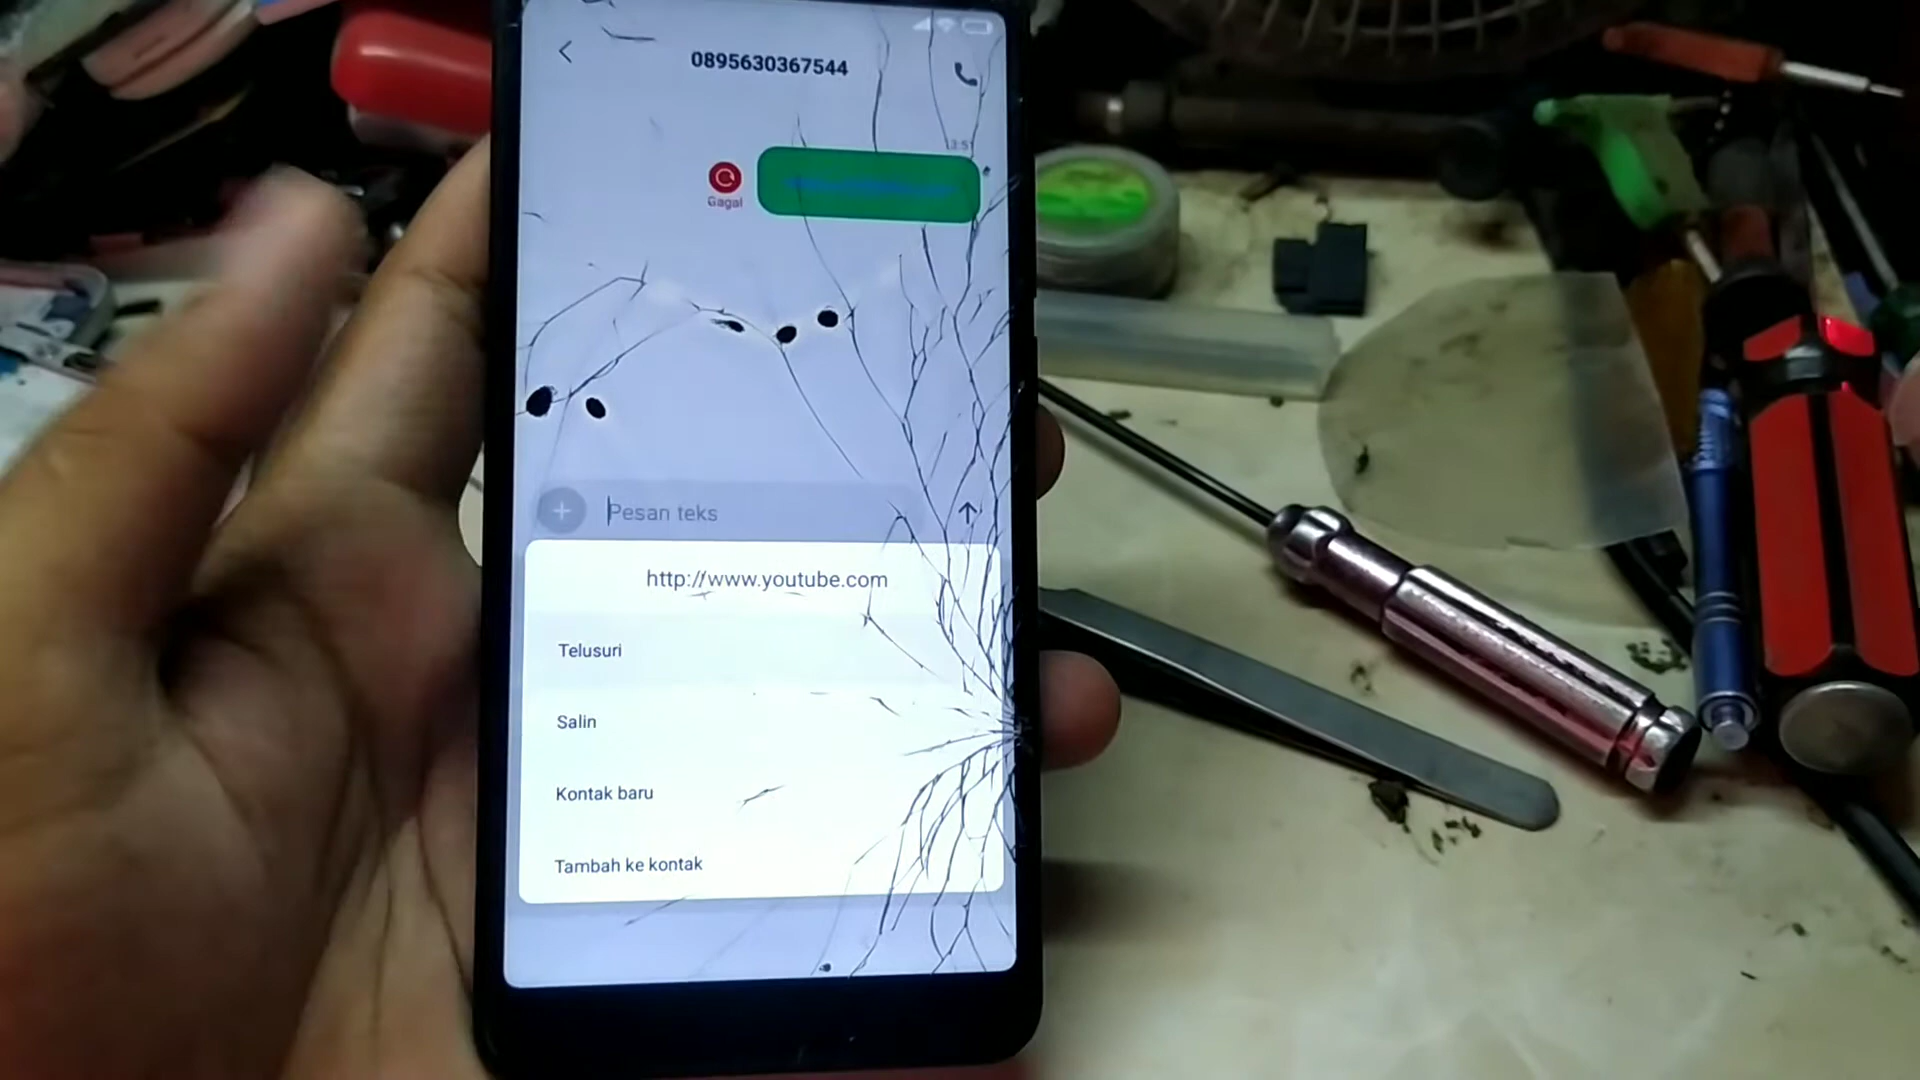 0895630367544
Gagal
Pesan teks
http://www.youtube.com
Telusuri
Salin
Kontak baru
Tambah ke kontak